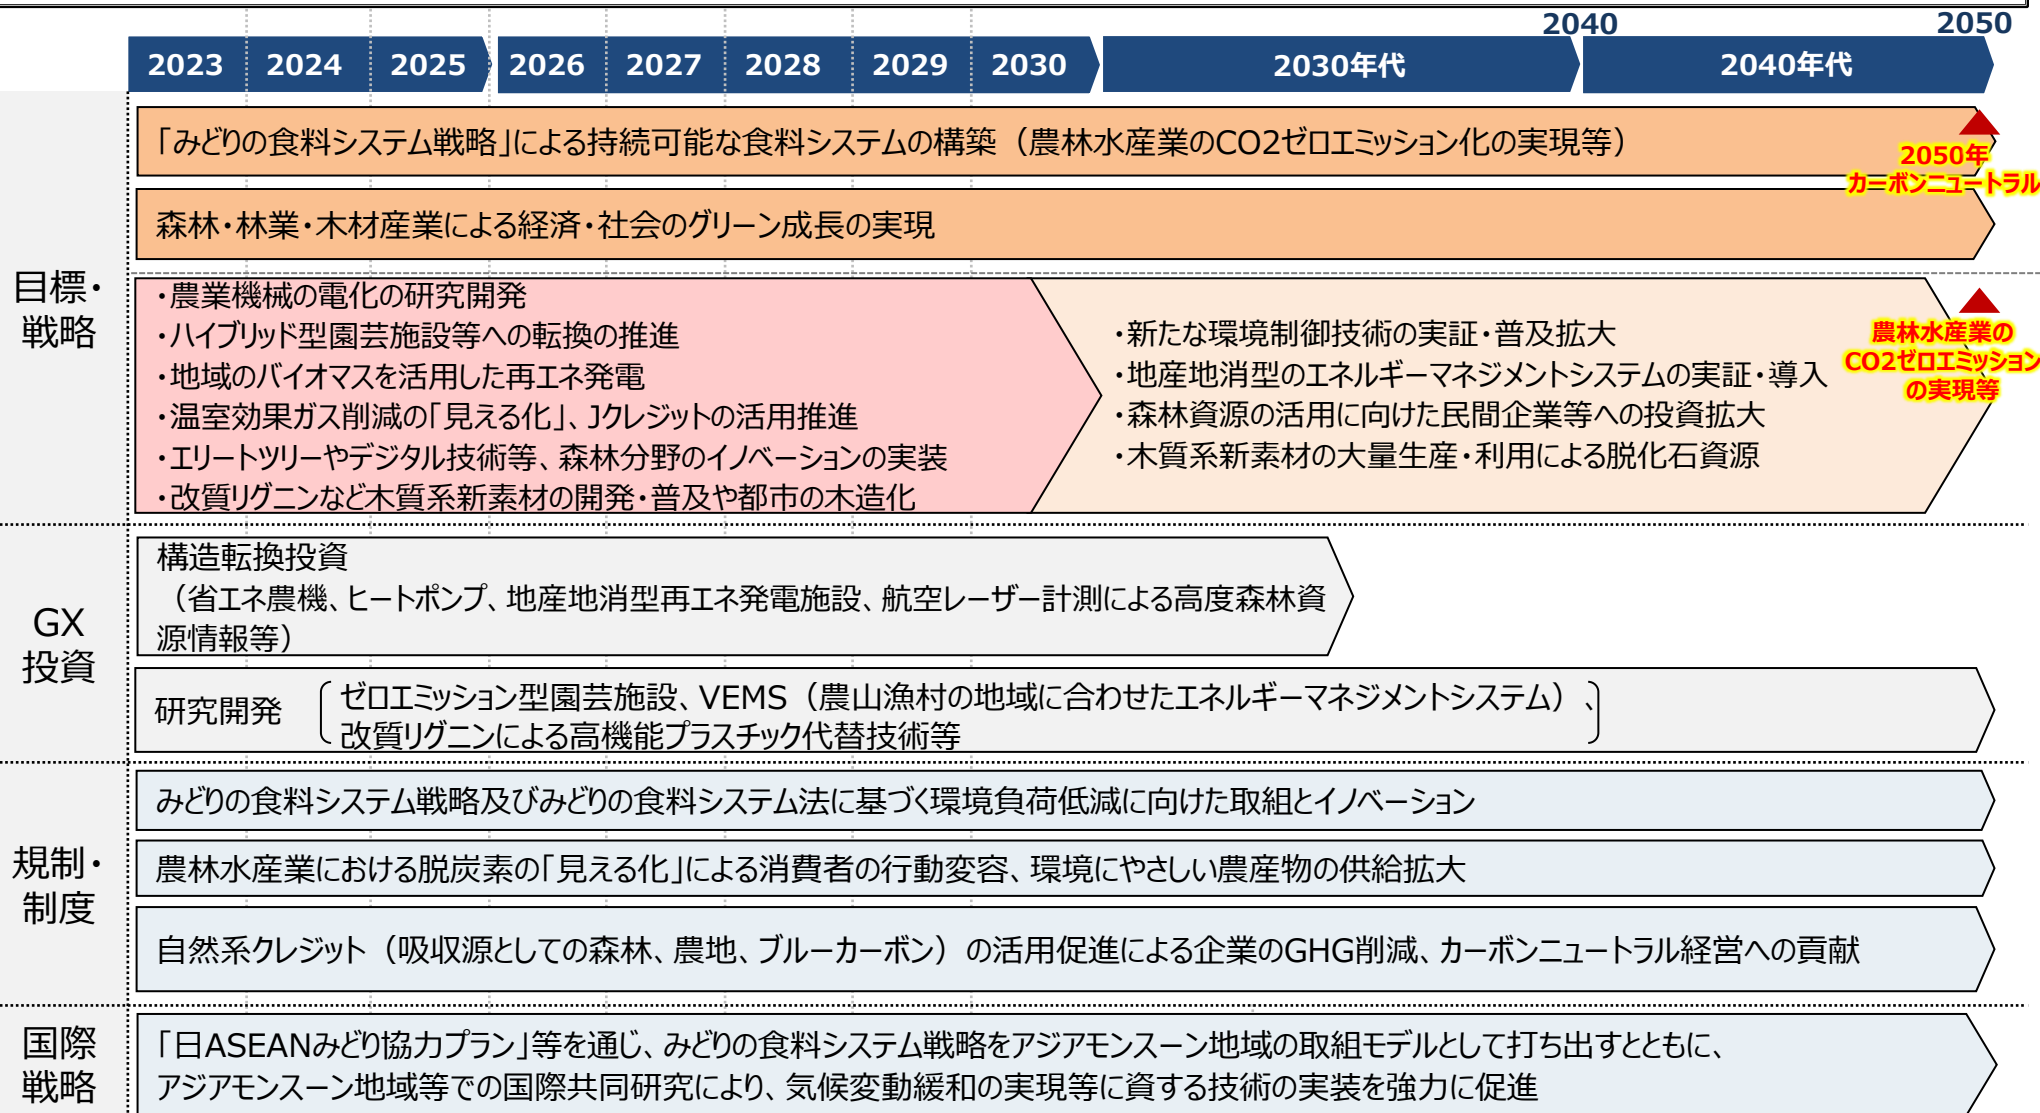 2040
2050
2023
2024
2025
2026
2027
2028
2029
2030
2030年代
2040年代
目標・
戦略
「みどりの食料システム戦略」による持続可能な食料システムの構築（農林水産業のCO2ゼロエミッション化の実現等）
2050年
カーボンニュートラル
森林・林業・木材産業による経済・社会のグリーン成長の実現
・農業機械の電化の研究開発
・ハイブリッド型園芸施設等への転換の推進
・地域のバイオマスを活用した再エネ発電
・温室効果ガス削減の「見える化」、Jクレジットの活用推進
・エリートツリーやデジタル技術等、森林分野のイノベーションの実装
・改質リグニンなど木質系新素材の開発・普及や都市の木造化
・新たな環境制御技術の実証・普及拡大
・地産地消型のエネルギーマネジメントシステムの実証・導入
・森林資源の活用に向けた民間企業等への投資拡大
・木質系新素材の大量生産・利用による脱化石資源
農林水産業の
CO2ゼロエミッション
の実現等
GX
投資
構造転換投資
（省エネ農機、ヒートポンプ、地産地消型再エネ発電施設、航空レーザー計測による高度森林資
源情報等）
研究開発
ゼロエミッション型園芸施設、VEMS（農山漁村の地域に合わせたエネルギーマネジメントシステム）、
改質リグニンによる高機能プラスチック代替技術等
規制・
制度
みどりの食料システム戦略及びみどりの食料システム法に基づく環境負荷低減に向けた取組とイノベーション
農林水産業における脱炭素の「見える化」による消費者の行動変容、環境にやさしい農産物の供給拡大
自然系クレジット（吸収源としての森林、農地、ブルーカーボン）の活用促進による企業のGHG削減、カーボンニュートラル経営への貢献
国際
戦略
「日ASEANみどり協力プラン」等を通じ、みどりの食料システム戦略をアジアモンスーン地域の取組モデルとして打ち出すとともに、
アジアモンスーン地域等での国際共同研究により、気候変動緩和の実現等に資する技術の実装を強力に促進